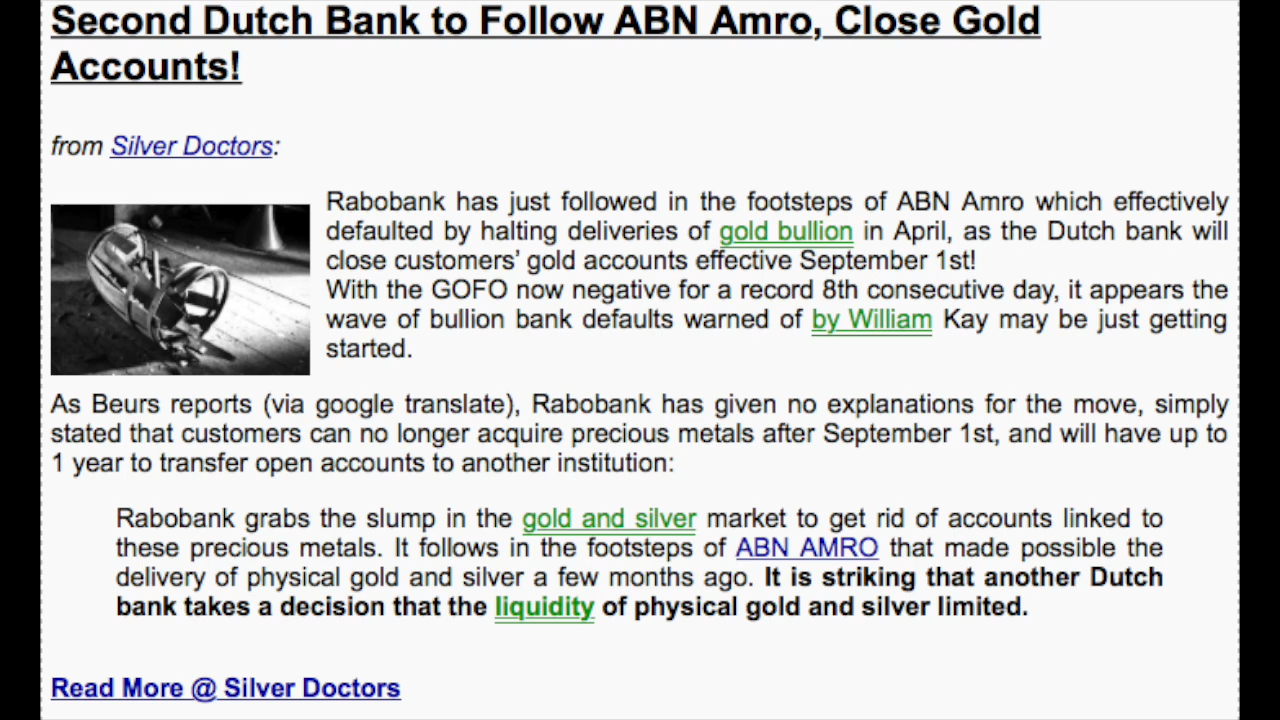 Second Dutch Bank to Follow ABN Amro, Close Gold
Accounts!
from Silver Doctors:
Rabobank has just followed in the footsteps of ABN Amro which effectively
defaulted by halting deliveries of gold bullion in April, as the Dutch bank will
close customers’ gold accounts effective September 1st!
With the GOFO now negative for a record 8th consecutive day, it appears the
wave of bullion bank defaults warned of by William Kay may be just getting
started.
As Beurs reports (via google translate), Rabobank has given no explanations for the move, simply
stated that customers can no longer acquire precious metals after September 1st, and will have up to
1 year to transfer open accounts to another institution:
Rabobank grabs the slump in the gold and silver market to get rid of accounts linked to
these precious metals. It follows in the footsteps of ABN AMRO that made possible the
delivery of physical gold and silver a few months ago. It is striking that another Dutch
bank takes a decision that the liquidity of physical gold and silver limited.
Read More @ Silver Doctors